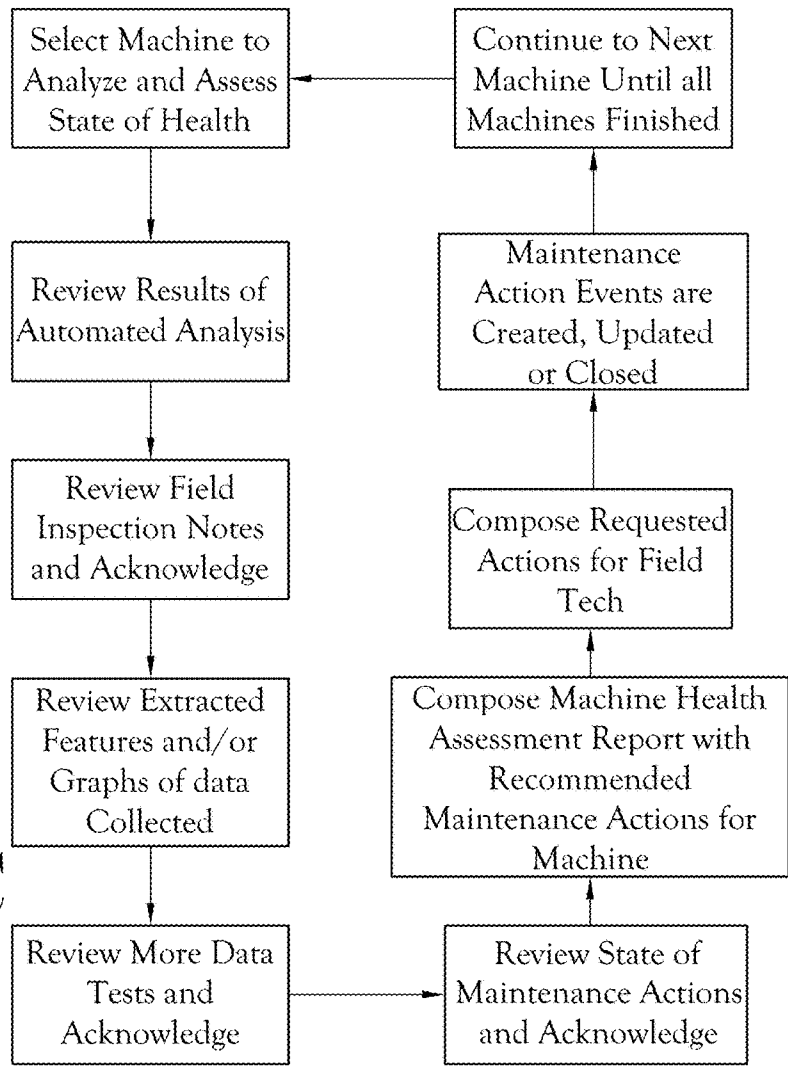 Select Machine to
Analyze and Assess
State of Health
Review Results of
Automated Analysis
Review Field
Inspection Notes
and Acknowledge
Review Extracted
Features and/or
Graphs of data
Collected
Review More Data
Tests and
Acknowledge
Review State of
Maintenance Actions
and Acknowledge
Compose Machine Health
Assessment Report with
Recommended
Maintenance Actions for
Machine
Compose Requested
Actions for Field
Tech
Maintenance
Action Events are
Created, Updated
or Closed
Continue to Next
Machine Until all
Machines Finished